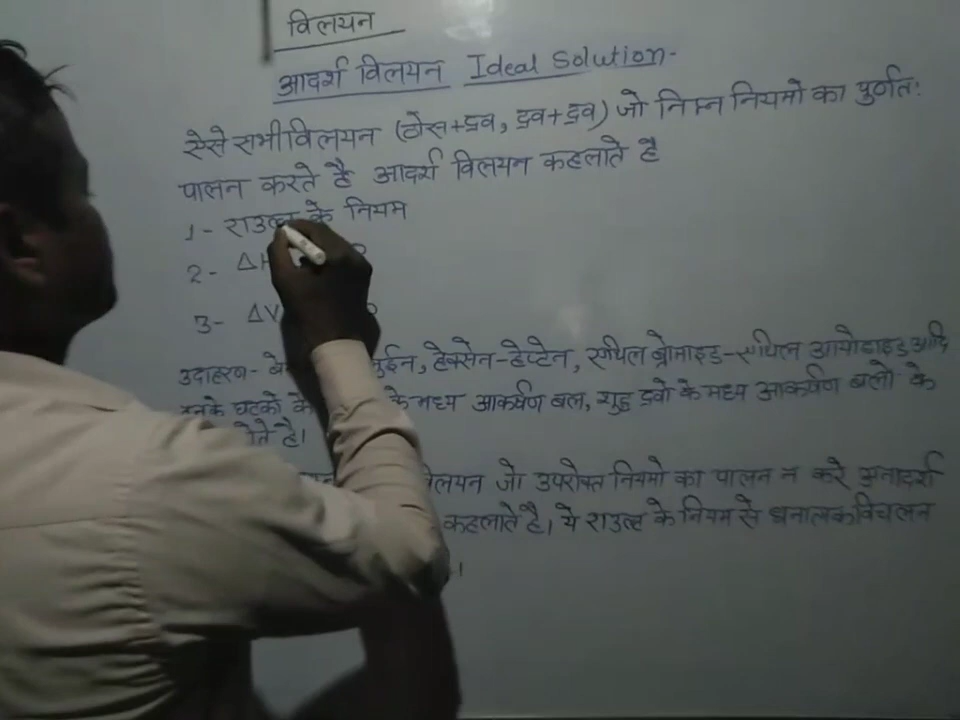 विलयन
आदर्श विलयन Ideal Solution-
ऐसे सभी विलयन (ठोस+द्रव, द्रव+द्रव) जो निम्न नियमो का पुर्णतः
पालन करते है आदर्श विलयन कहलाते है
1- राउल्ट के नियम
2- ΔH
3- ΔV
उदाहरण- हेक्सेन-हेप्टेन, एथिल ब्रोमाइड-एथिल आयोडाइड आदि
इनके घटको के के मध्य आकर्षण बल, शुद्ध द्रवो के मध्य आकर्षण बलो के
होते है।
विलयन जो उपरोक्त नियमो का पालन न करे अनादर्श
कहलाते है। ये राउल्ट के नियम से धनात्मक विचलन